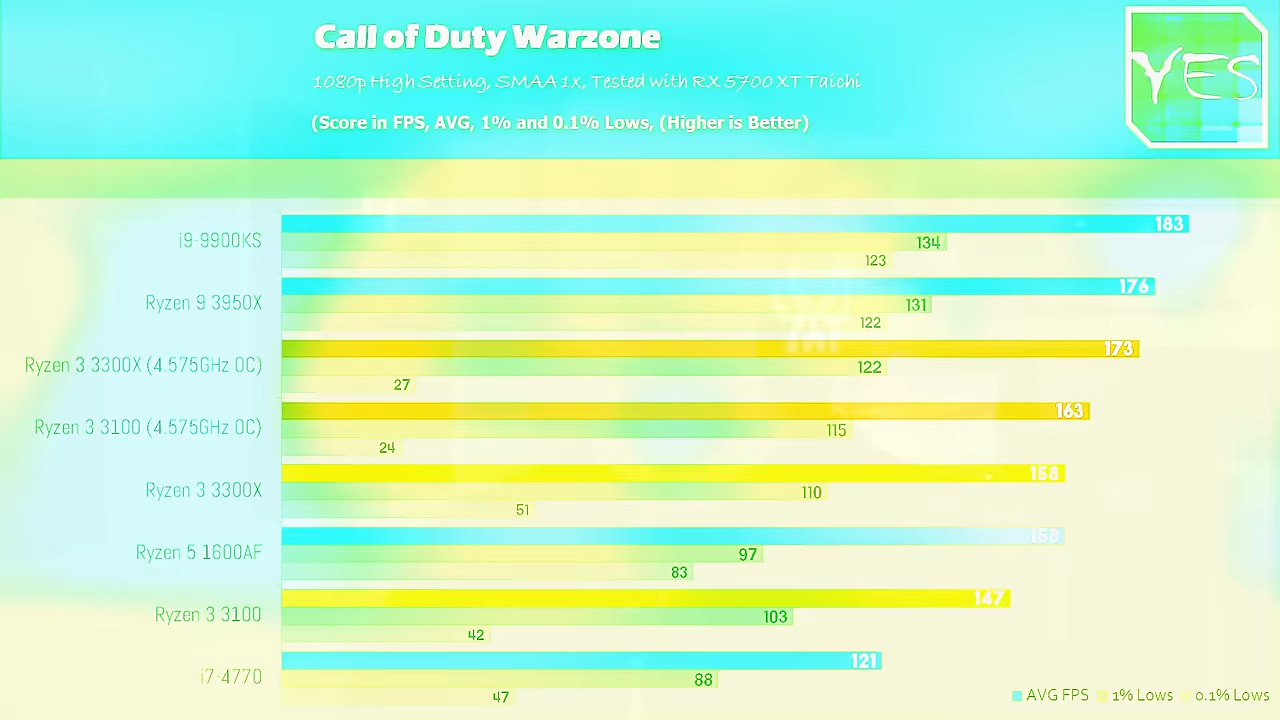 Call of Duty Warzone
1080p High Setting, SMAA 1x, Tested with RX 5700 XT Taichi
(Score in FPS, AVG, 1% and 0.1% Lows, (Higher is Better)
YES
i9-9900KS
183
134
123
Ryzen 9 3950X
176
131
122
Ryzen 3 3300X (4.575GHz OC)
173
122
27
Ryzen 3 3100 (4.575GHz OC)
163
115
24
Ryzen 3 3300X
158
110
51
Ryzen 5 1600AF
158
97
83
Ryzen 3 3100
147
103
42
i7-4770
121
88
47
AVG FPS 1% Lows 0.1% Lows